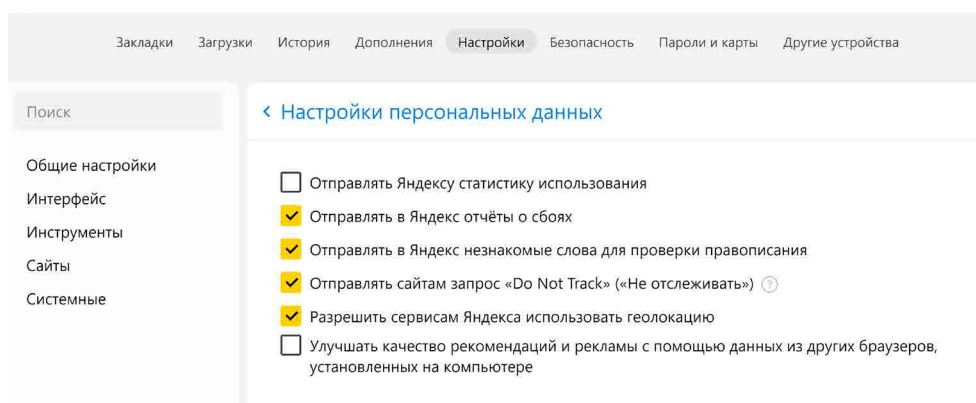 Закладки Загрузки История Дополнения Настройки Безопасность Пароли и карты Другие устройства
Поиск
Общие настройки
Интерфейс
Инструменты
Сайты
Системные
‹ Настройки персональных данных
Отправлять Яндексу статистику использования
Отправлять в Яндекс отчёты о сбоях
Отправлять в Яндекс незнакомые слова для проверки правописания
Отправлять сайтам запрос «Do Not Track» («Не отслеживать») ?
Разрешить сервисам Яндекса использовать геолокацию
Улучшать качество рекомендаций и рекламы с помощью данных из других браузеров,
установленных на компьютере